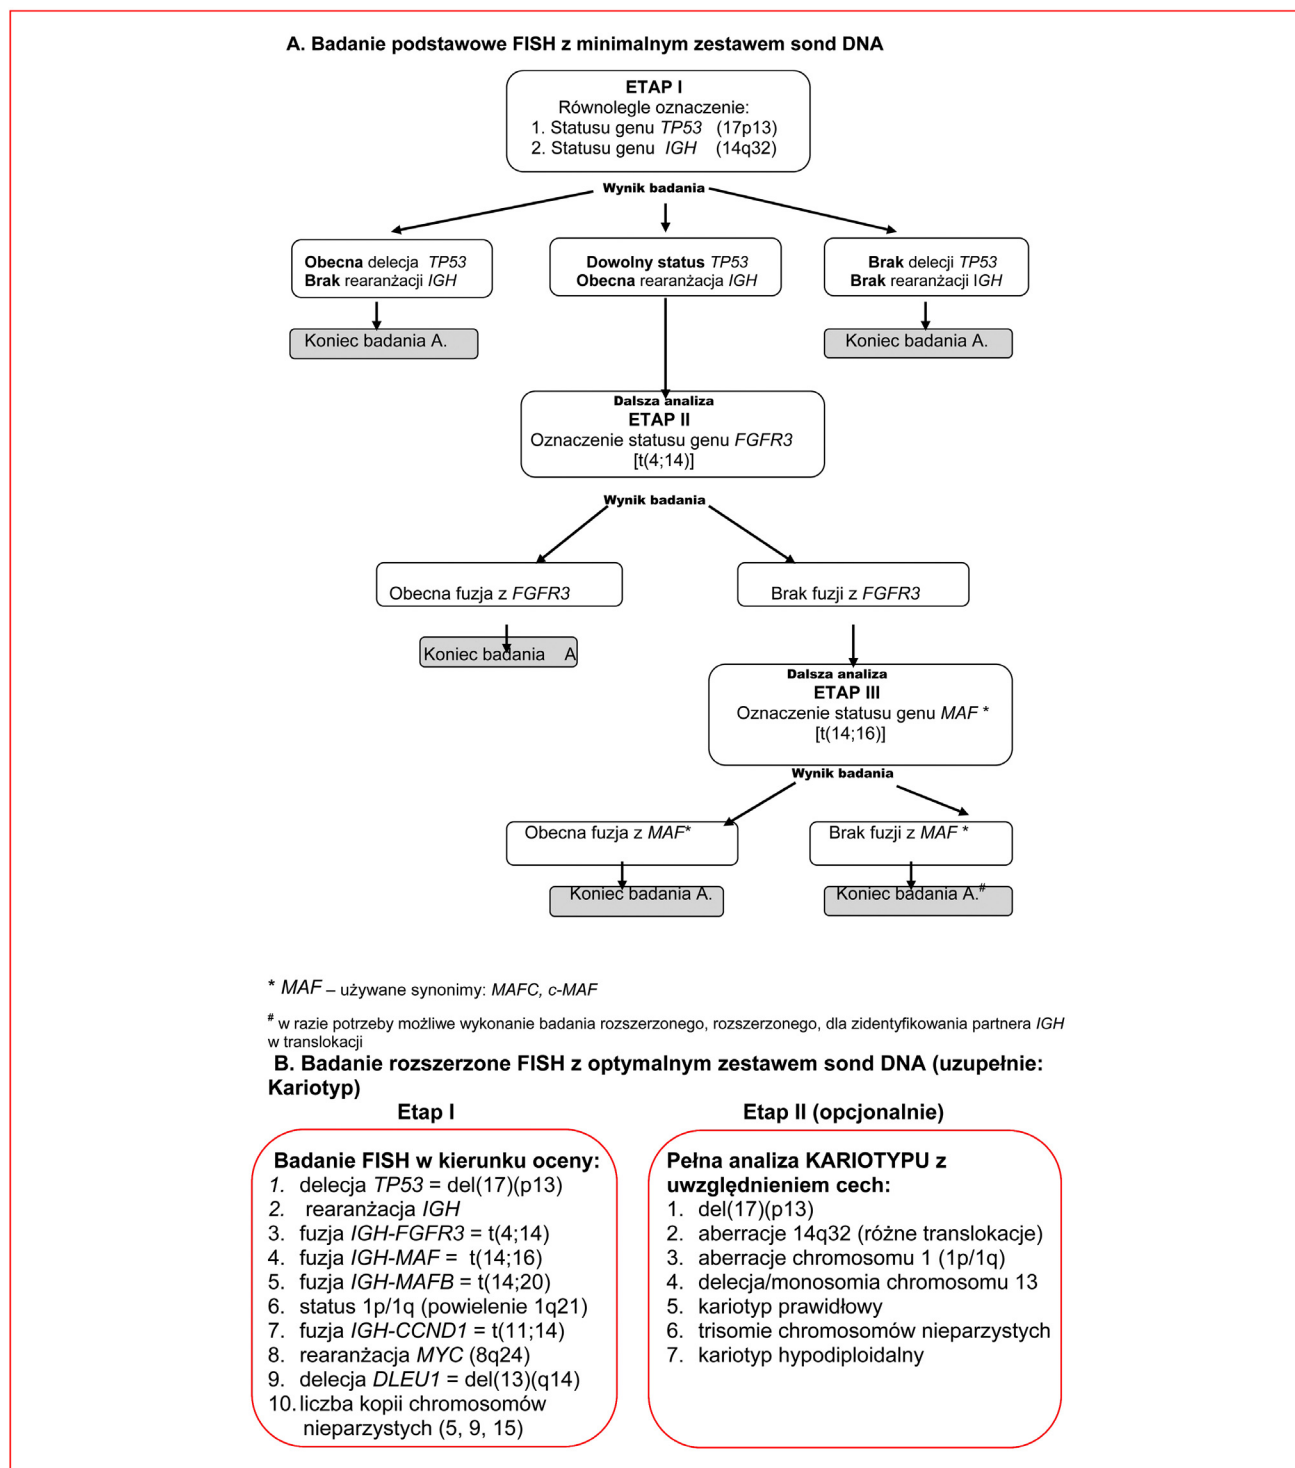 A. Badanie podstawowe FISH z minimalnym zestawem sond DNA
ETAP I
Równolegle oznaczenie:
1. Statusu genu TP53 (17p13)
2. Statusu genu IGH (14q32)
Wynik badania
Obecna delecja TP53
Brak rearanżacji IGH
Dowolny status TP53
Obecna rearanżacja IGH
Brak delecji TP53
Brak rearanżacji IGH
Koniec badania A.
Koniec badania A.
Dalsza analiza
ETAP II
Oznaczenie statusu genu FGFR3
[t(4;14)]
Wynik badania
Obecna fuzja z FGFR3
Brak fuzji z FGFR3
Koniec badania A
Dalsza analiza
ETAP III
Oznaczenie statusu genu MAF *
[t(14;16)]
Wynik badania
Obecna fuzja z MAF*
Brak fuzji z MAF *
Koniec badania A.
Koniec badania A.#
* MAF – używane synonimy: MAFC, c-MAF
# w razie potrzeby możliwe wykonanie badania rozszerzonego, rozszerzonego, dla zidentyfikowania partnera IGH
w translokacji
B. Badanie rozszerzone FISH z optymalnym zestawem sond DNA (uzupełnie:
Kariotyp)
Etap I
Badanie FISH w kierunku oceny:
1. delecja TP53 = del(17)(p13)
2. rearanżacja IGH
3. fuzja IGH-FGFR3 = t(4;14)
4. fuzja IGH-MAF = t(14;16)
5. fuzja IGH-MAFB = t(14;20)
6. status 1p/1q (powielenie 1q21)
7. fuzja IGH-CCND1 = t(11;14)
8. rearanżacja MYC (8q24)
9. delecja DLEU1 = del(13)(q14)
10. liczba kopii chromosomów
nieparzystych (5, 9, 15)
Etap II (opcjonalnie)
Pełna analiza KARIOTYPU z
uwzględnieniem cech:
1. del(17)(p13)
2. aberracje 14q32 (różne translokacje)
3. aberracje chromosomu 1 (1p/1q)
4. delecja/monosomia chromosomu 13
5. kariotyp prawidłowy
6. trisomie chromosomów nieparzystych
7. kariotyp hypodiploidalny